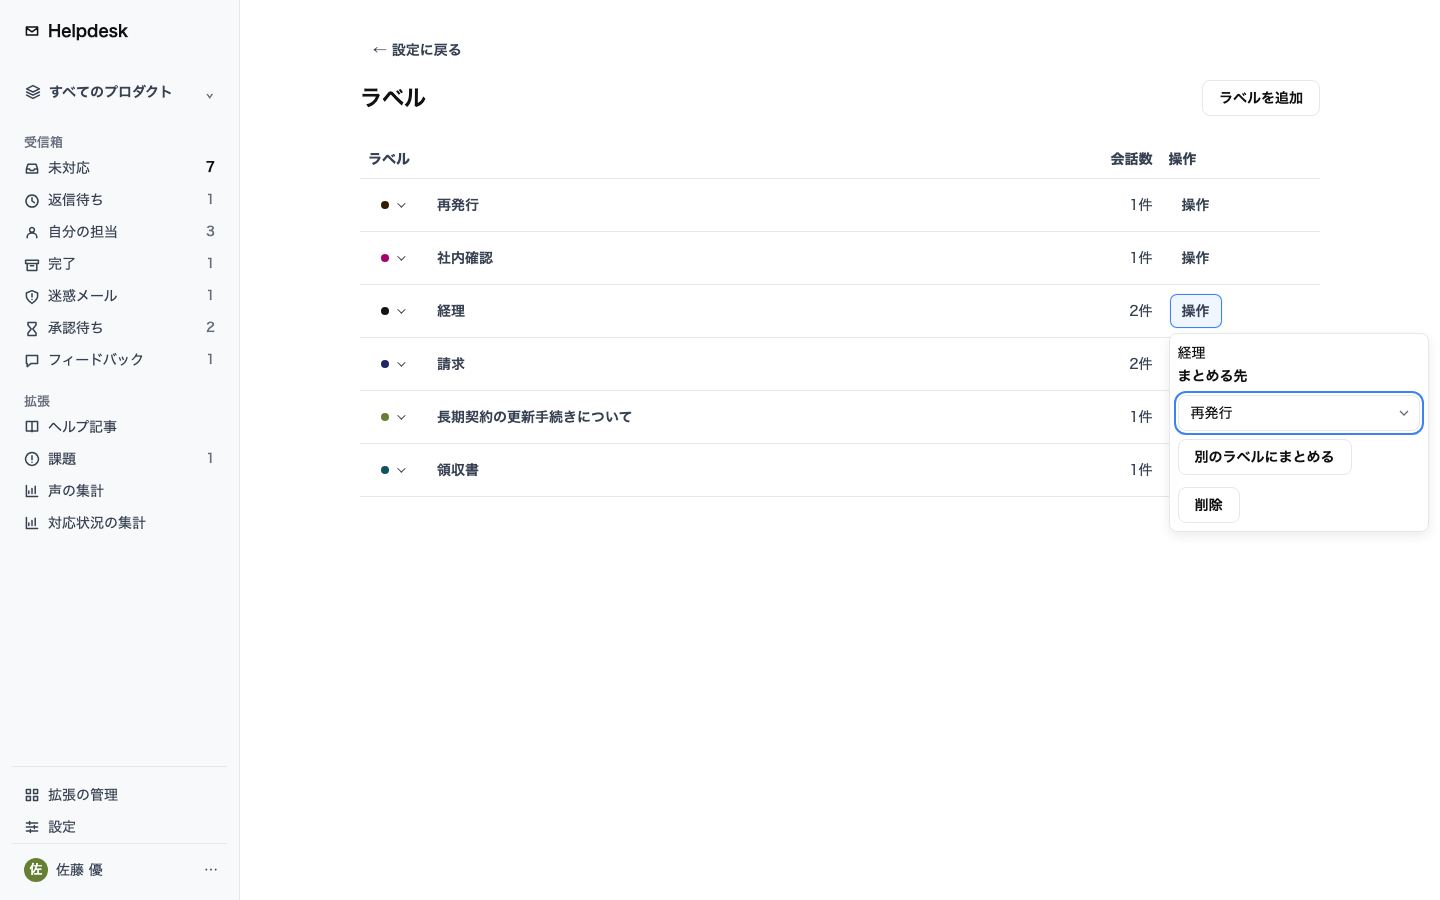 Helpdesk
すべてのプロダクト
受信箱
未対応 7
返信待ち 1
自分の担当 3
完了 1
迷惑メール 1
承認待ち 2
フィードバック 1
拡張
ヘルプ記事
課題 1
声の集計
対応状況の集計
拡張の管理
設定
佐 佐藤 優 …
← 設定に戻る
ラベル
ラベルを追加
ラベル 会話数 操作
再発行 1件 操作
社内確認 1件 操作
経理 2件 操作
請求 2件
長期契約の更新手続きについて 1件
領収書 1件
経理
まとめる先
再発行
別のラベルにまとめる
削除